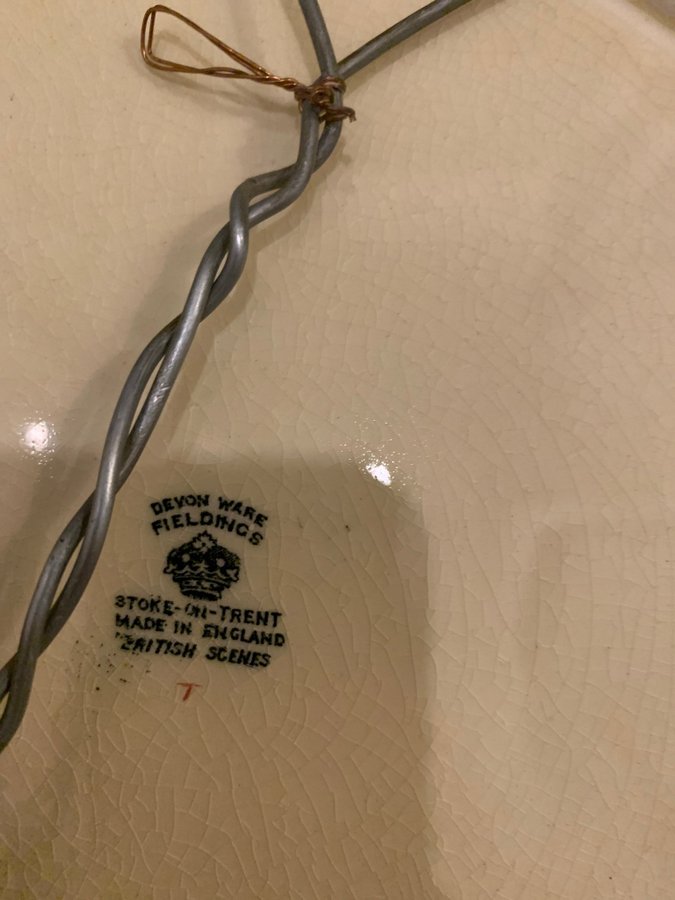 DEVON WARE
FIELDINGS
STOKE-ON-TRENT
MADE IN ENGLAND
BRITISH SCENES
T